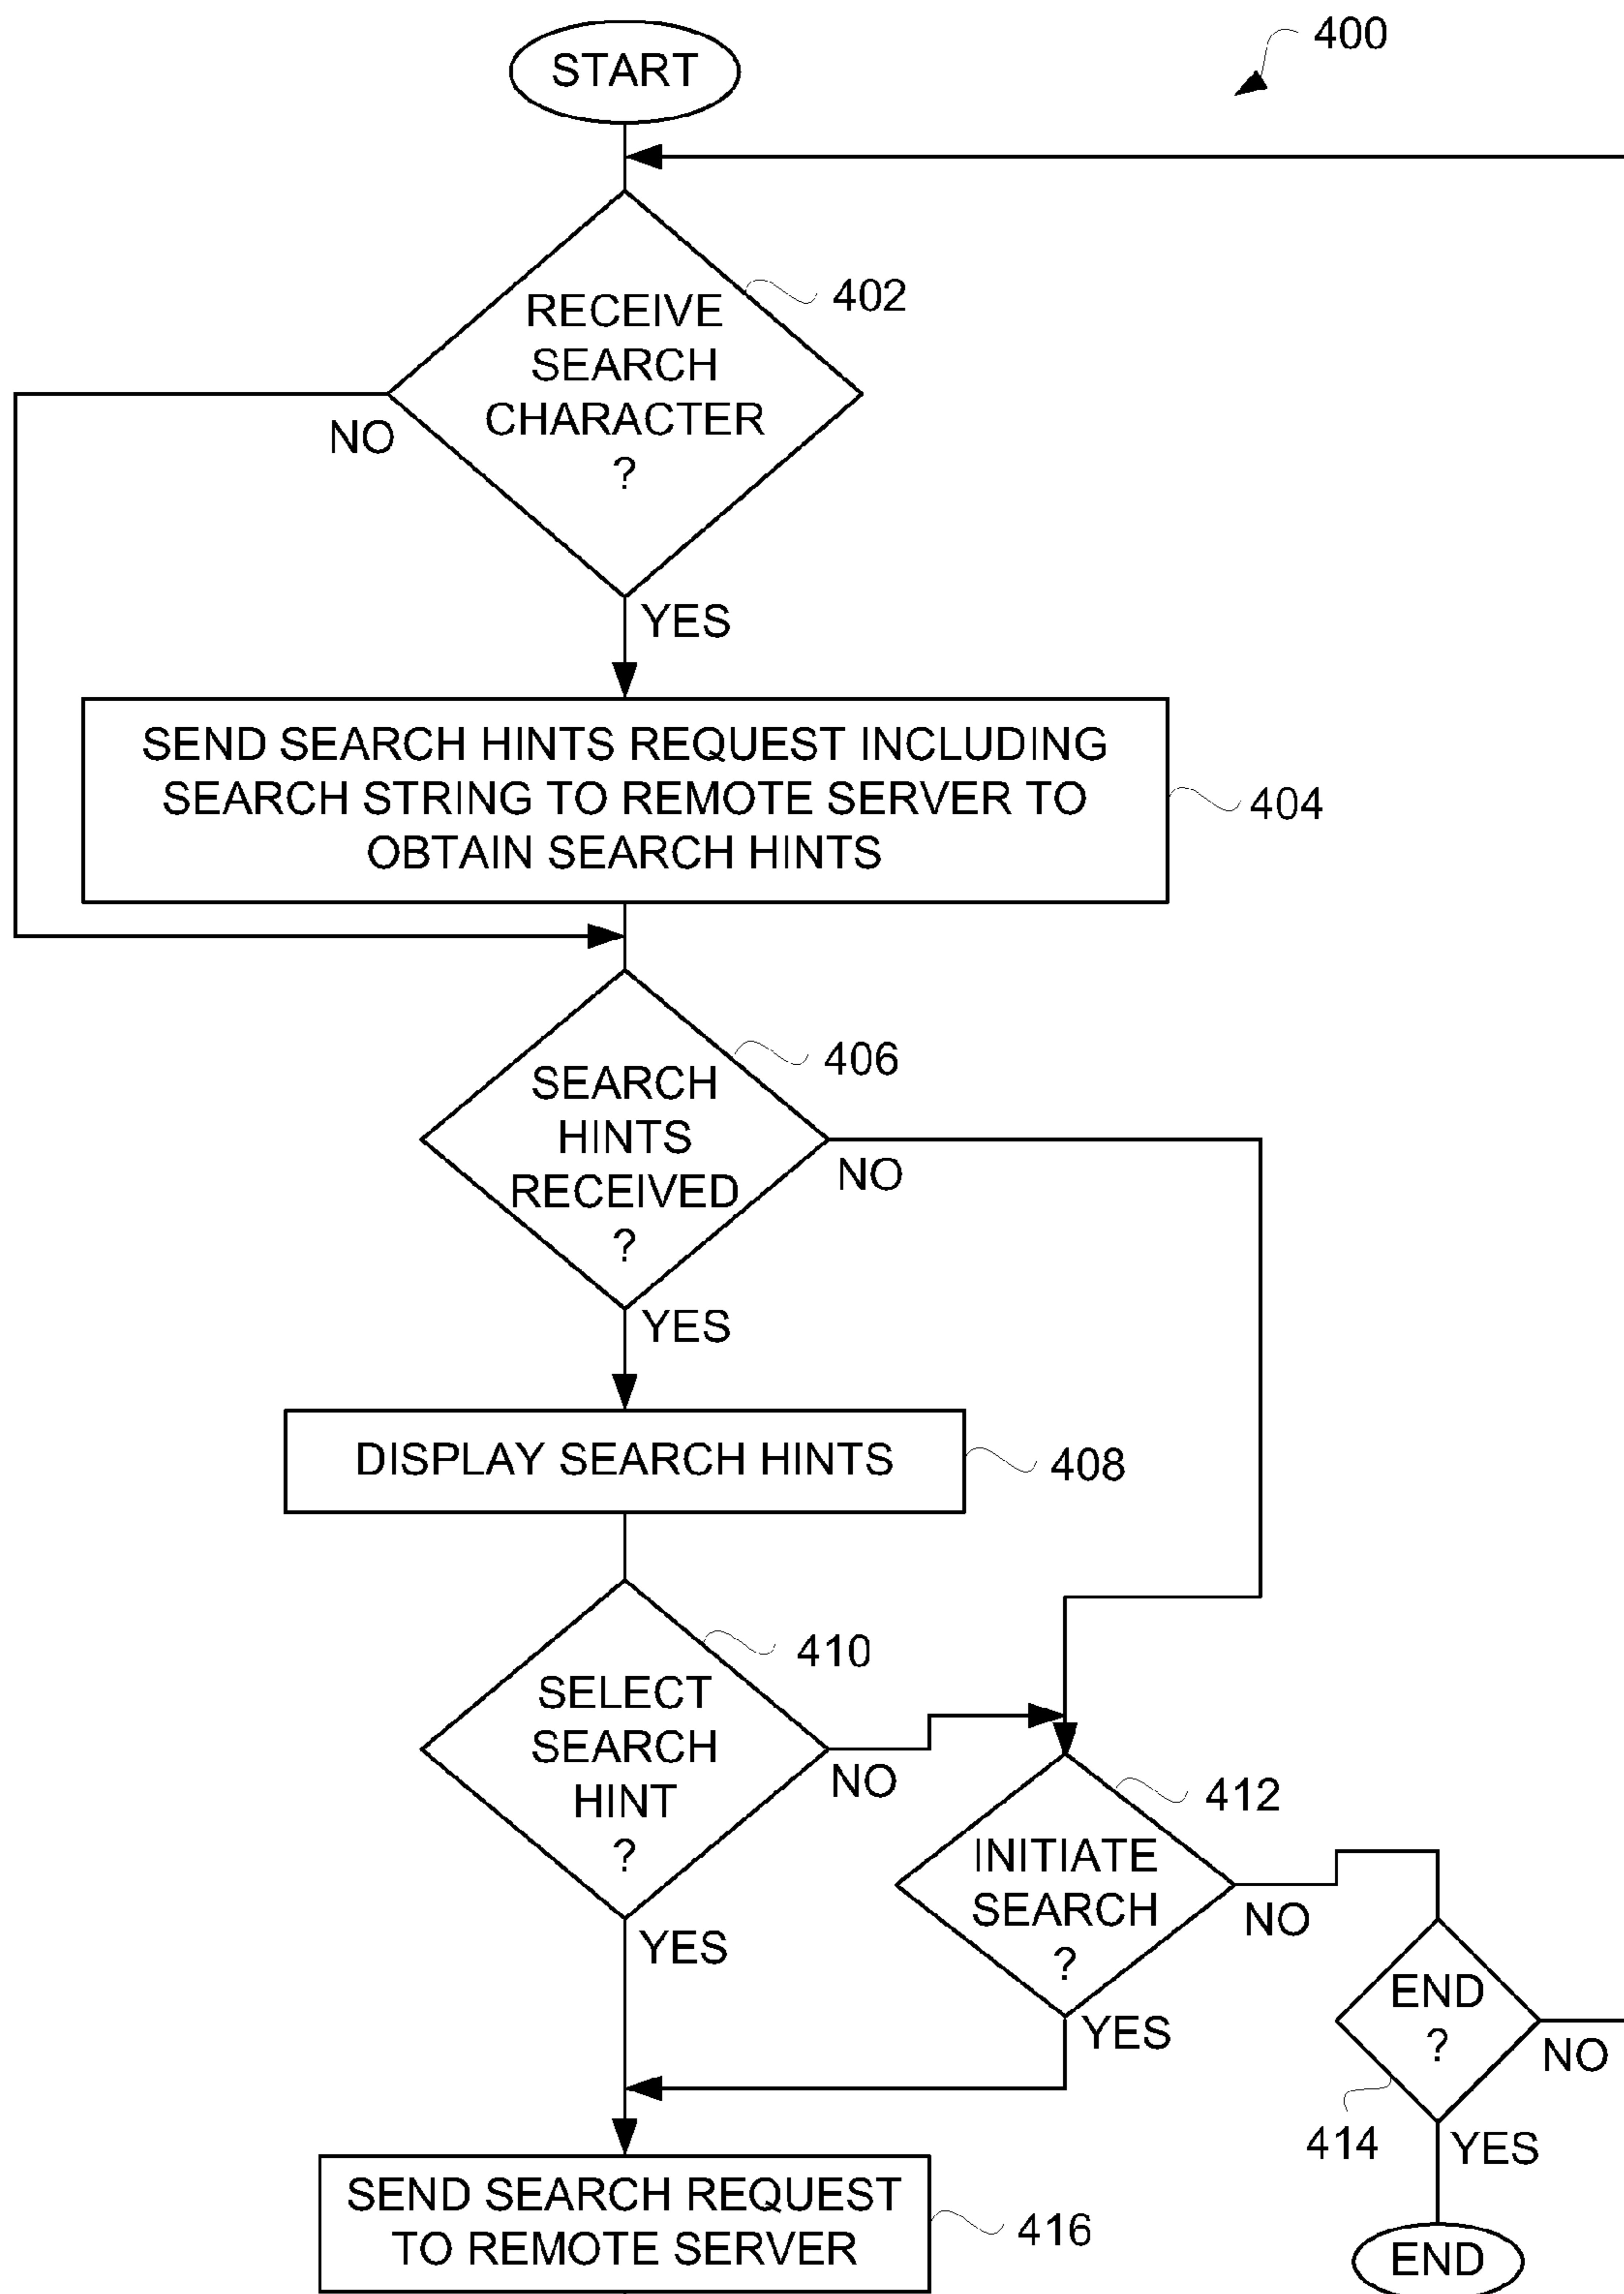 START
400
RECEIVE
SEARCH
CHARACTER
?
402
NO
YES
SEND SEARCH HINTS REQUEST INCLUDING
SEARCH STRING TO REMOTE SERVER TO
OBTAIN SEARCH HINTS
404
SEARCH
HINTS
RECEIVED
?
406
NO
YES
DISPLAY SEARCH HINTS
408
SELECT
SEARCH
HINT
?
410
NO
YES
INITIATE
SEARCH
?
412
NO
YES
END
?
414
NO
YES
END
SEND SEARCH REQUEST
TO REMOTE SERVER
416